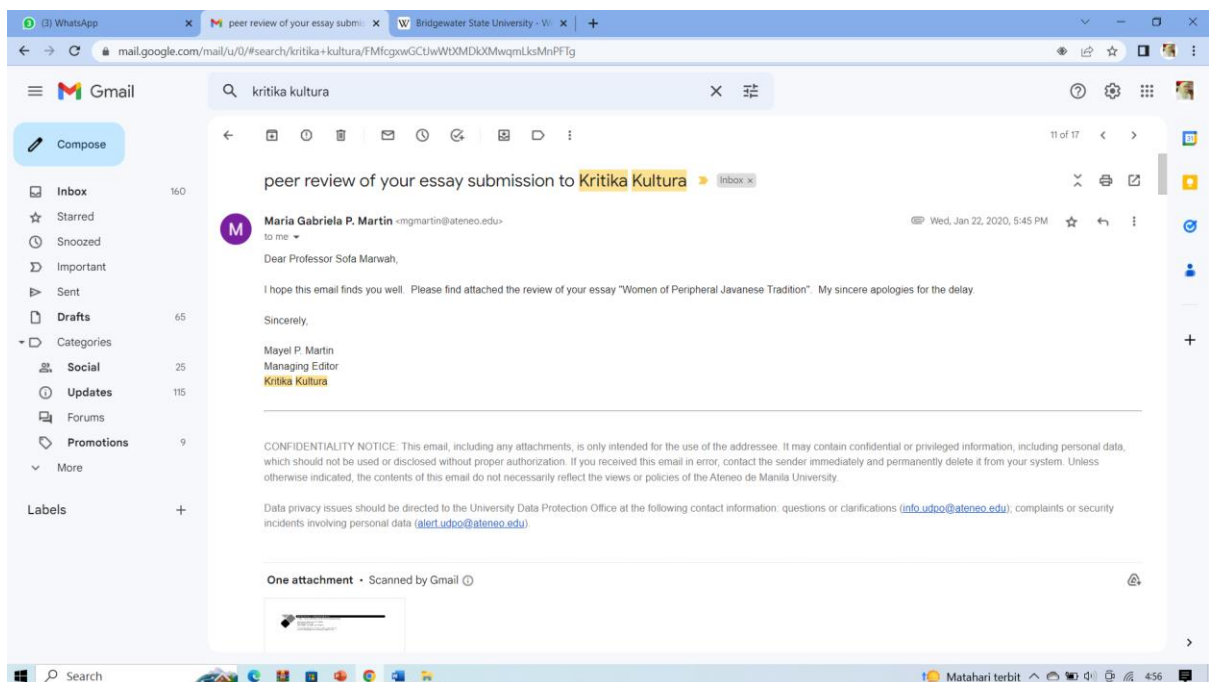 (3) WhatsApp
peer review of your essay submis
Bridgewater State University - Wi
mail.google.com/mail/u/0/#search/kritika+kultura/FMfcgxwGCtJwWtXMDkXMwqmLksMnPFTg
Gmail
kritika kultura
Compose
11 of 17
Inbox 160
Starred
Snoozed
Important
Sent
Drafts 65
Categories
Social 25
Updates 115
Forums
Promotions 9
More
Labels
peer review of your essay submission to Kritika Kultura
Inbox x
M
Maria Gabriela P. Martin <mgmartin@ateneo.edu>
Wed, Jan 22, 2020, 5:45 PM
to me
Dear Professor Sofa Marwah,
I hope this email finds you well. Please find attached the review of your essay "Women of Peripheral Javanese Tradition". My sincere apologies for the delay.
Sincerely,
Mayel P. Martin
Managing Editor
Kritika Kultura
CONFIDENTIALITY NOTICE: This email, including any attachments, is only intended for the use of the addressee. It may contain confidential or privileged information, including personal data,
which should not be used or disclosed without proper authorization. If you received this email in error, contact the sender immediately and permanently delete it from your system. Unless
otherwise indicated, the contents of this email do not necessarily reflect the views or policies of the Ateneo de Manila University.
Data privacy issues should be directed to the University Data Protection Office at the following contact information: questions or clarifications (info.udpo@ateneo.edu); complaints or security
incidents involving personal data (alert.udpo@ateneo.edu).
One attachment • Scanned by Gmail
31
Search
Matahari terbit
4:56